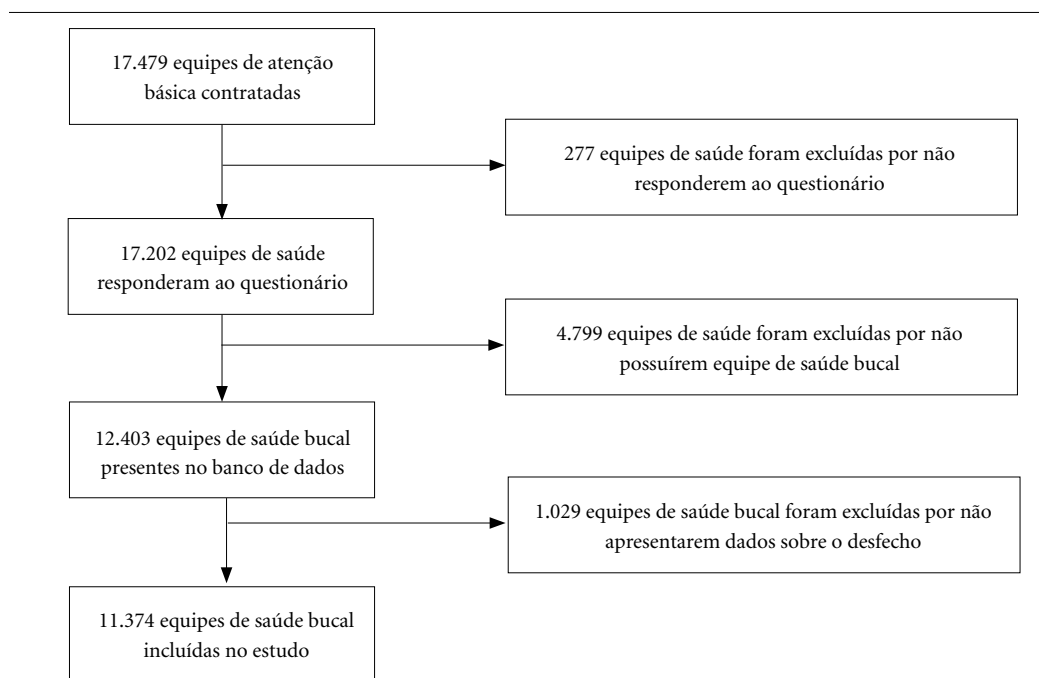 17.479 equipes de atenção
básica contratadas
277 equipes de saúde foram excluídas por não
responderem ao questionário
17.202 equipes de saúde
responderam ao questionário
4.799 equipes de saúde foram excluídas por não
possuírem equipe de saúde bucal
12.403 equipes de saúde bucal
presentes no banco de dados
1.029 equipes de saúde bucal foram excluídas por não
apresentarem dados sobre o desfecho
11.374 equipes de saúde bucal
incluídas no estudo